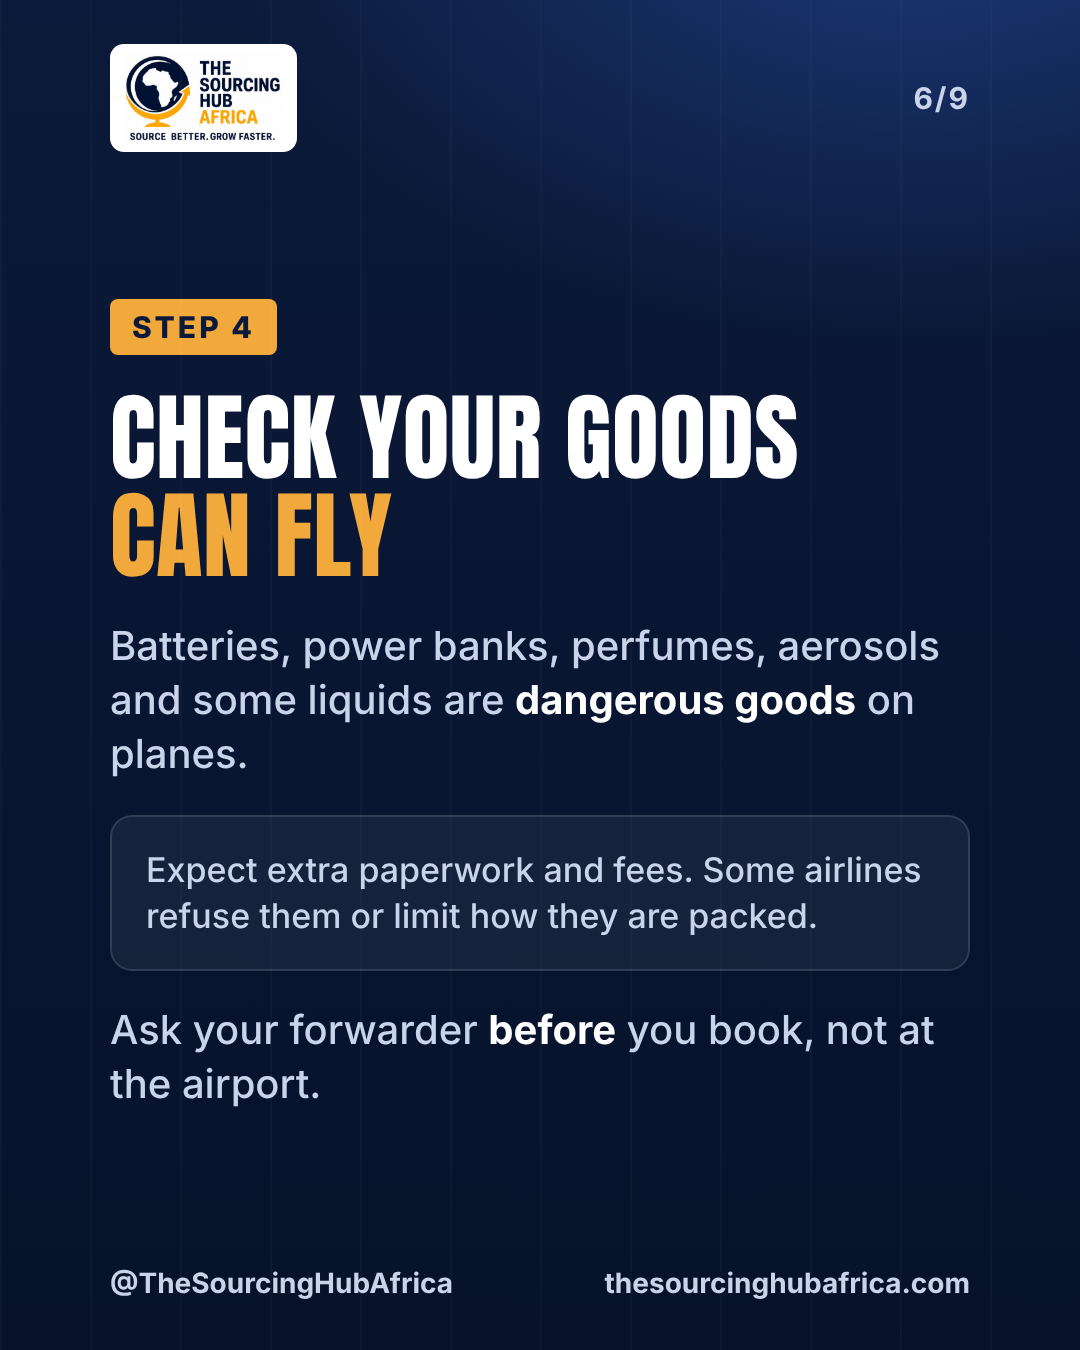 THE
SOURCING
HUB
AFRICA
SOURCE BETTER. GROW FASTER.
6/9
STEP 4
CHECK YOUR GOODS
CAN FLY
Batteries, power banks, perfumes, aerosols
and some liquids are dangerous goods on
planes.
Expect extra paperwork and fees. Some airlines
refuse them or limit how they are packed.
Ask your forwarder before you book, not at
the airport.
@TheSourcingHubAfrica
thesourcinghubafrica.com